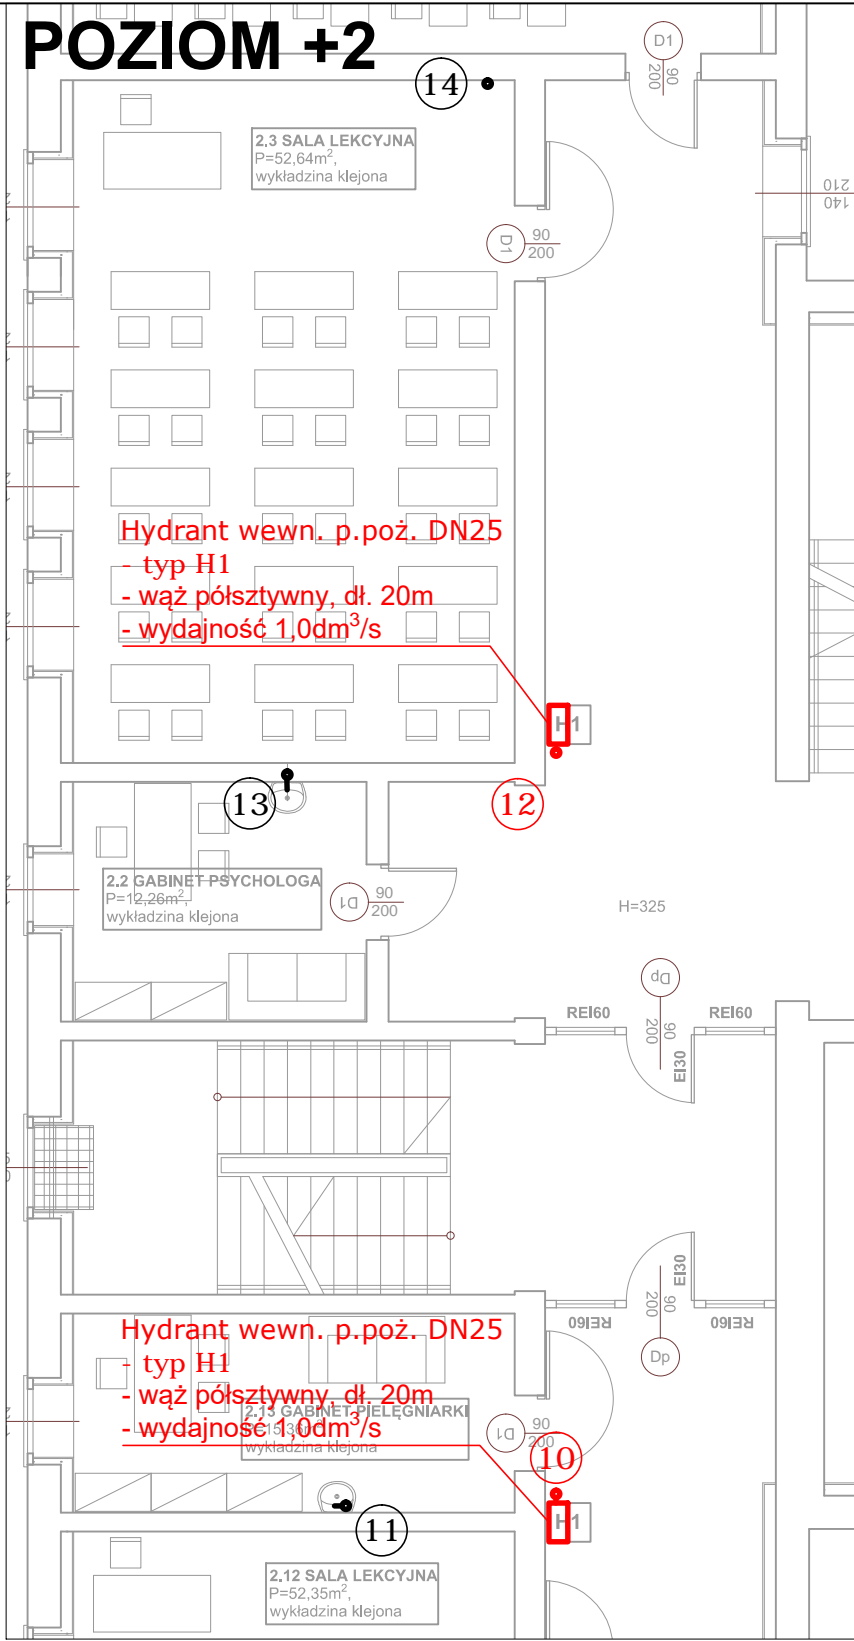 POZIOM +2
14
D1
90
200
2.3 SALA LEKCYJNA
P=52,64m²,
wykładzina klejona
210
140
D1
90
200
Hydrant wewn. p.poż. DN25
- typ H1
- wąż półsztywny, dł. 20m
- wydajność 1,0dm³/s
H1
13
12
2.2 GABINET PSYCHOLOGA
P=12,26m²,
wykładzina klejona
D1
90
200
H=325
Dp
REI60
90
200
REI60
EI30
EI30
90
200
REI60
REI60
Dp
Hydrant wewn. p.poż. DN25
- typ H1
- wąż półsztywny, dł. 20m
- wydajność 1,0dm³/s
2.13 GABINET PIELĘGNIARKI
P=15,36m²
wykładzina klejona
D1
90
200
10
H1
11
2.12 SALA LEKCYJNA
P=52,35m²,
wykładzina klejona